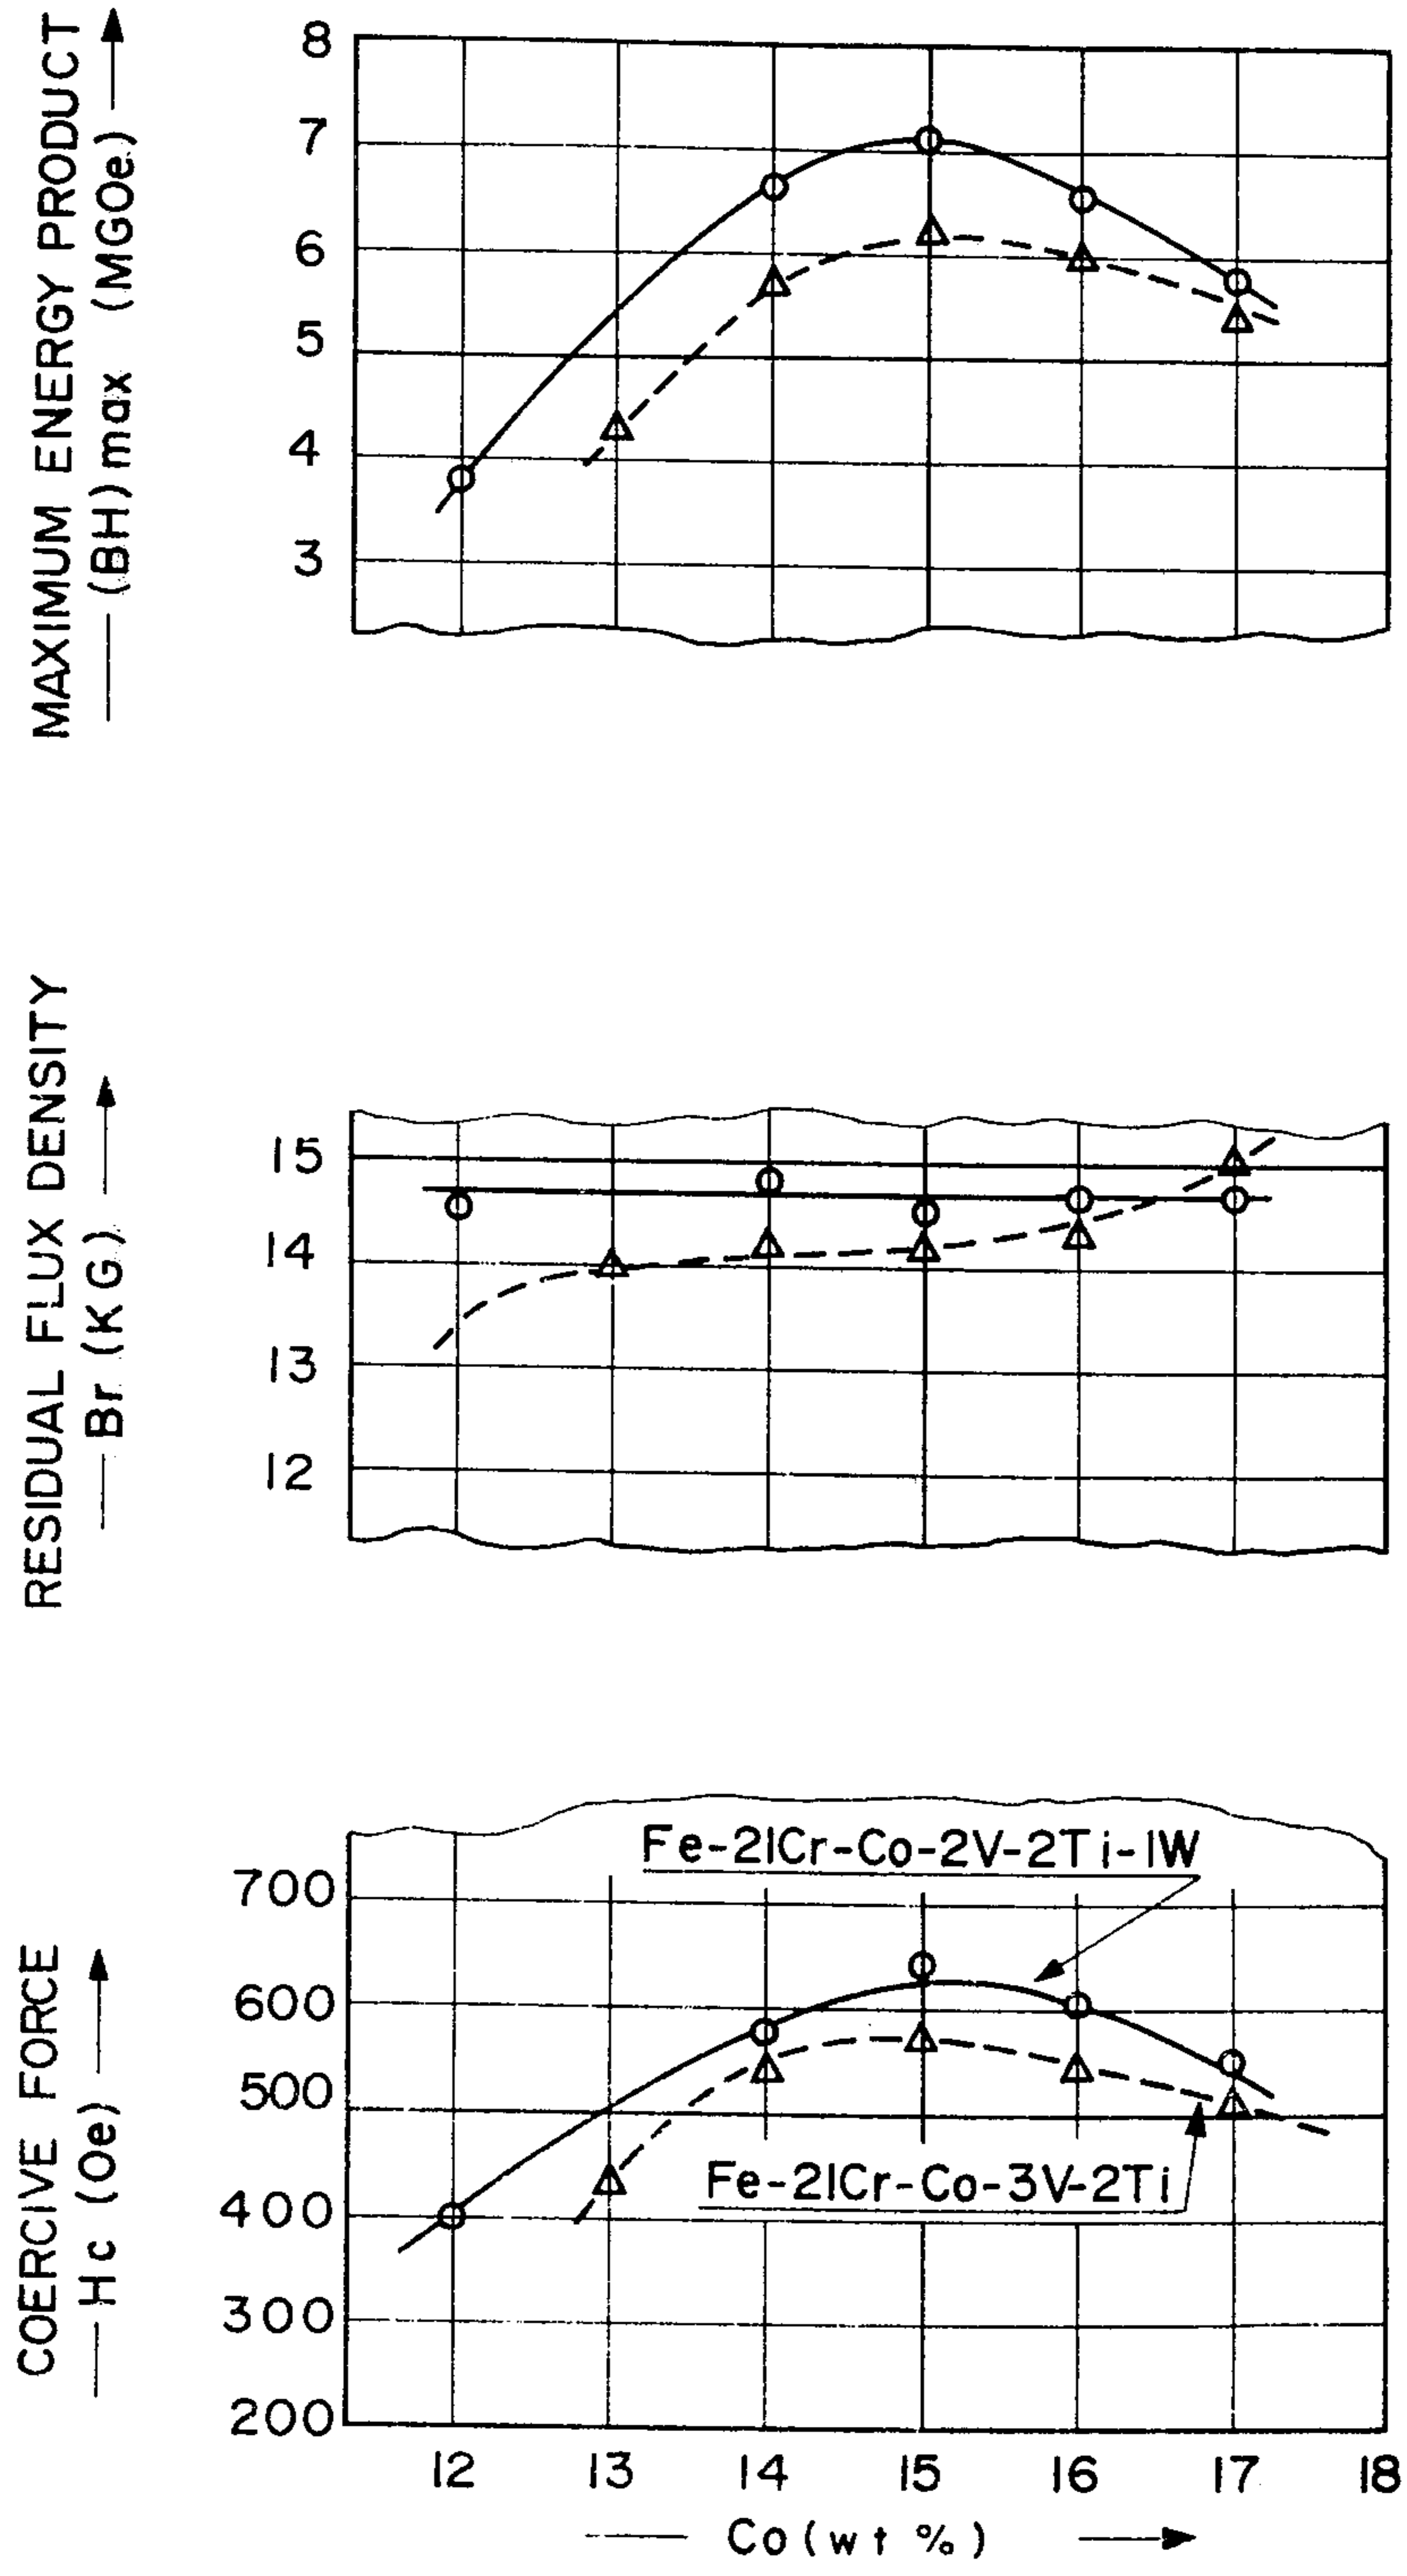 MAXIMUM ENERGY PRODUCT
(BH) max (MGOe)
8
7
6
5
4
3
RESIDUAL FLUX DENSITY
Br (KG)
15
14
13
12
COERCIVE FORCE
Hc (Oe)
Fe-21Cr-Co-2V-2Ti-1W
700
600
500
Fe-21Cr-Co-3V-2Ti
400
300
200
12 13 14 15 16 17 18
Co (wt %)